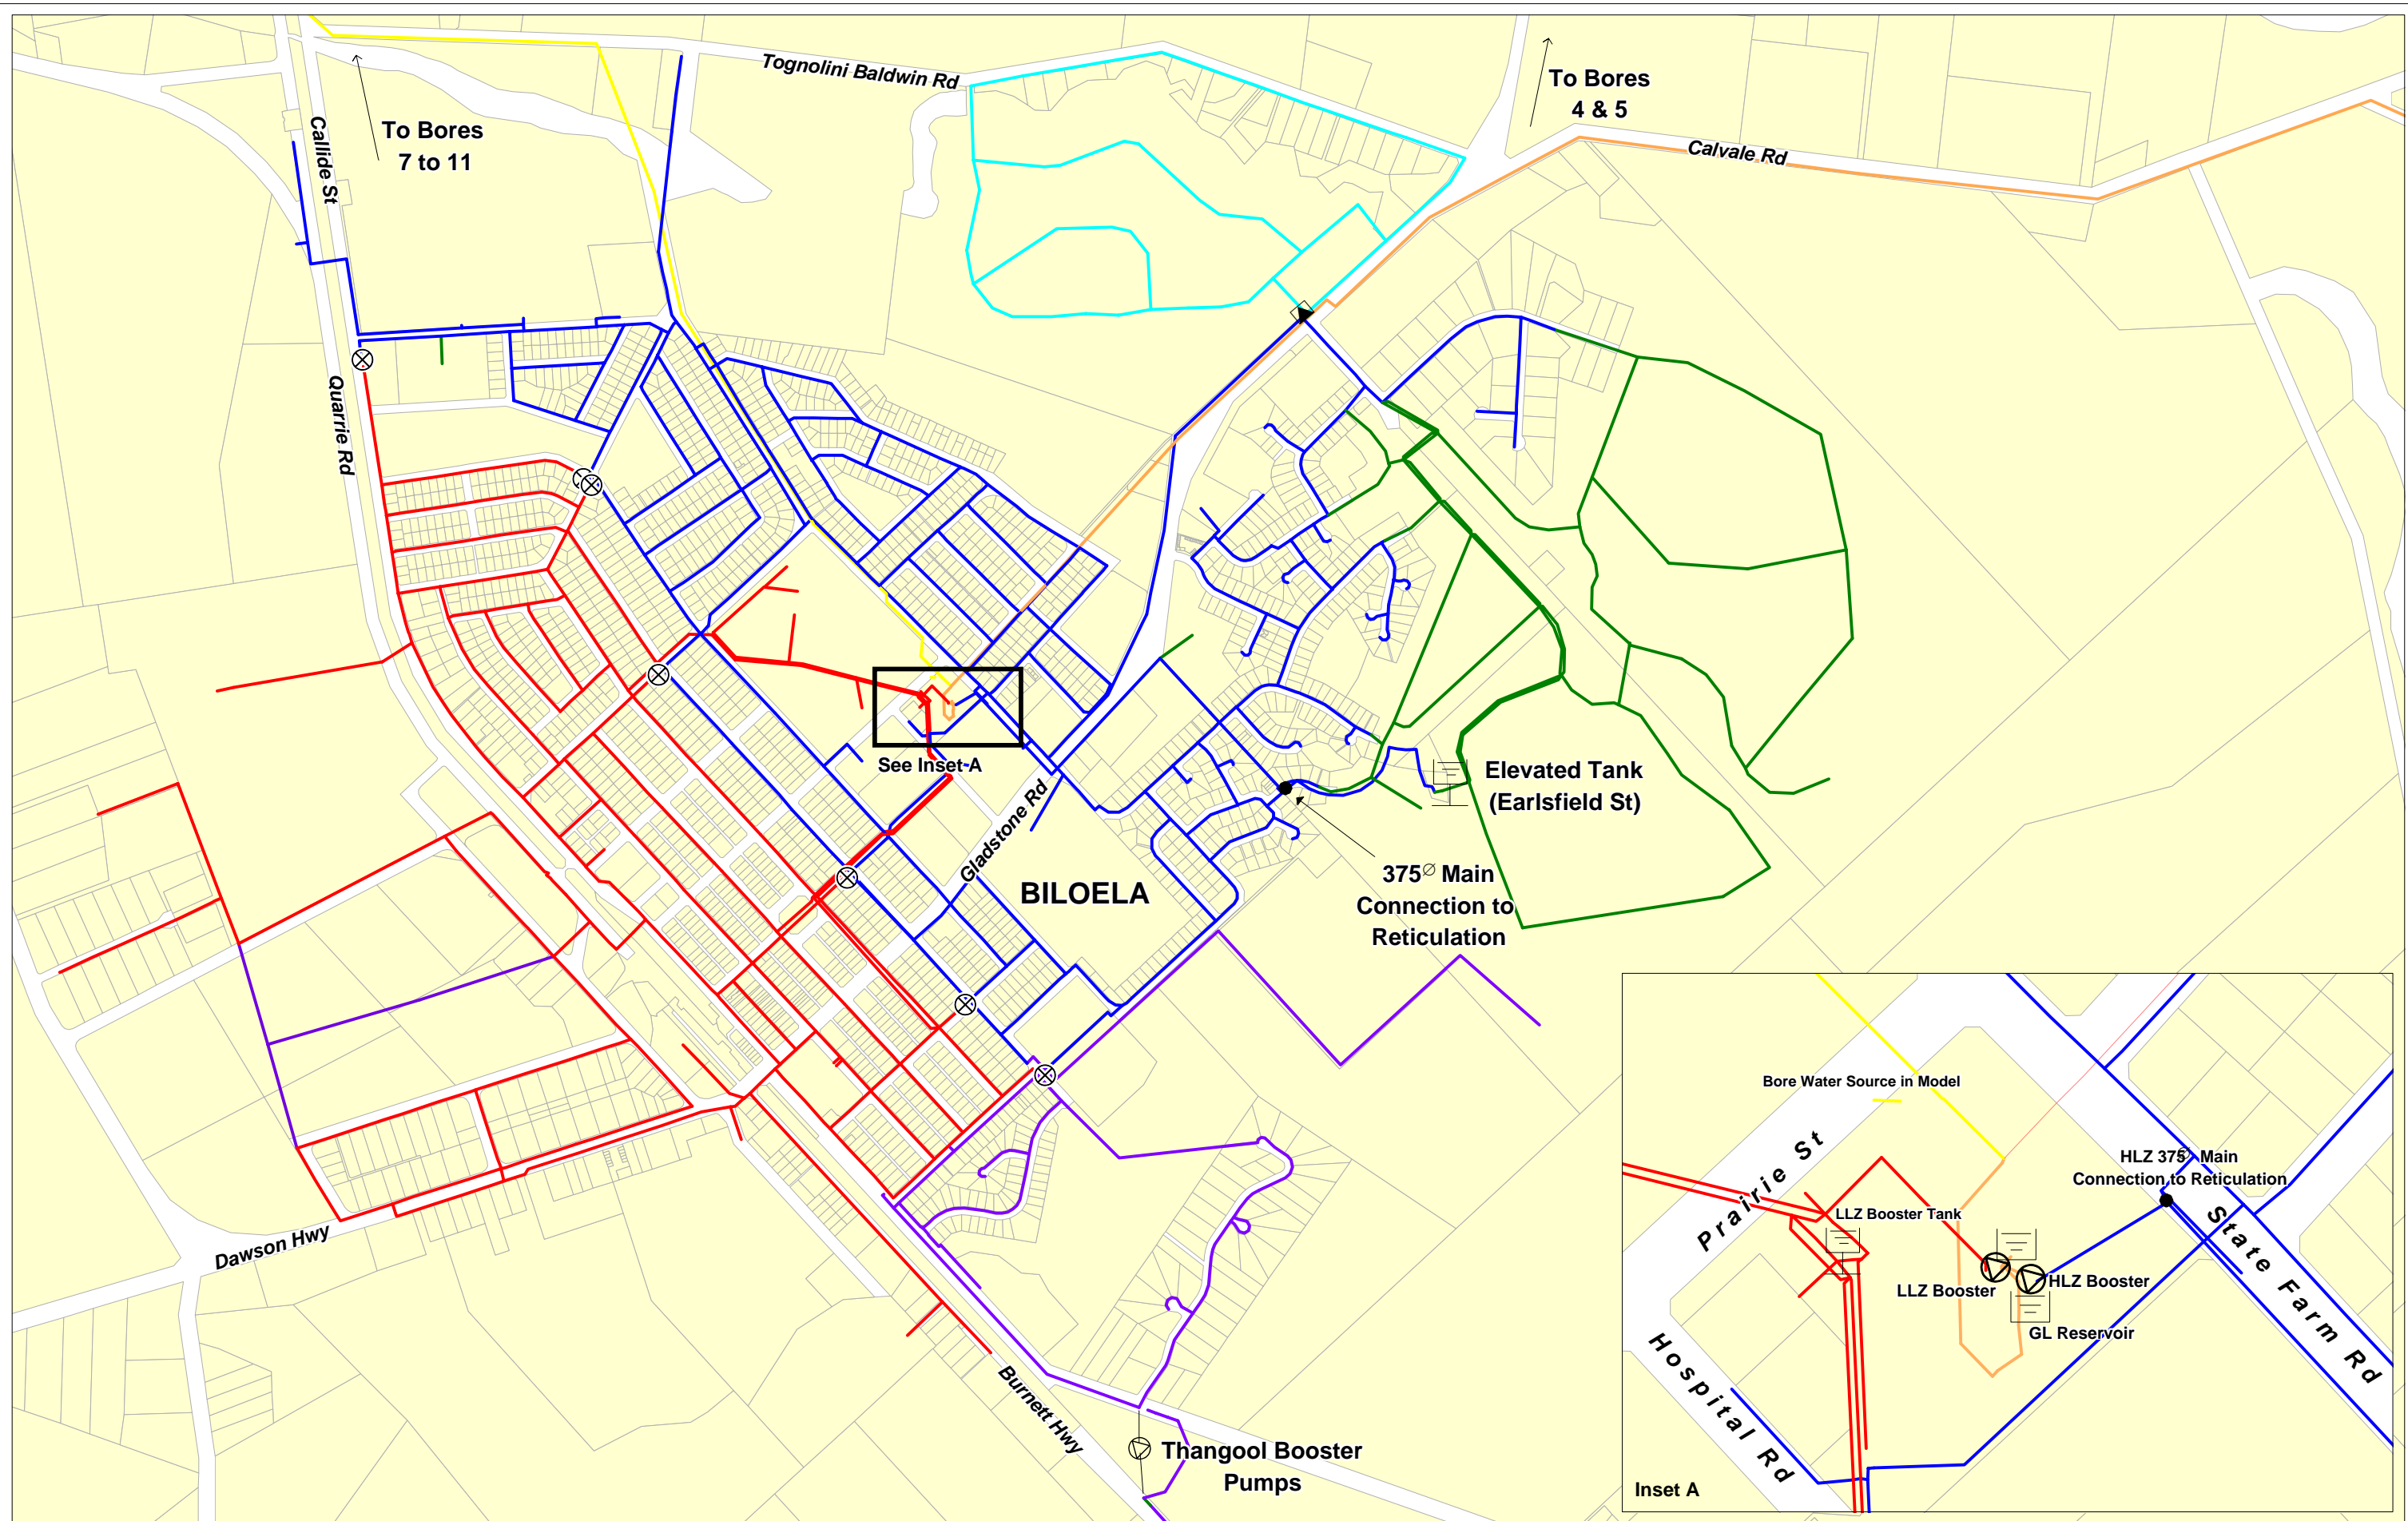 Tognolini Baldwin Rd
To Bores
4 & 5
To Bores
7 to 11
Callide St
Calvale Rd
Quarrie Rd
See Inset A
Gladstone Rd
Elevated Tank
(Earlsfield St)
375∅ Main
Connection to
Reticulation
BILOELA
Dawson Hwy
Burnett Hwy
Thangool Booster
Pumps
Bore Water Source in Model
Prairie St
HLZ 375∅ Main
Connection to Reticulation
LLZ Booster Tank
State Farm Rd
HLZ Booster
LLZ Booster
GL Reservoir
Hospital Rd
Inset A